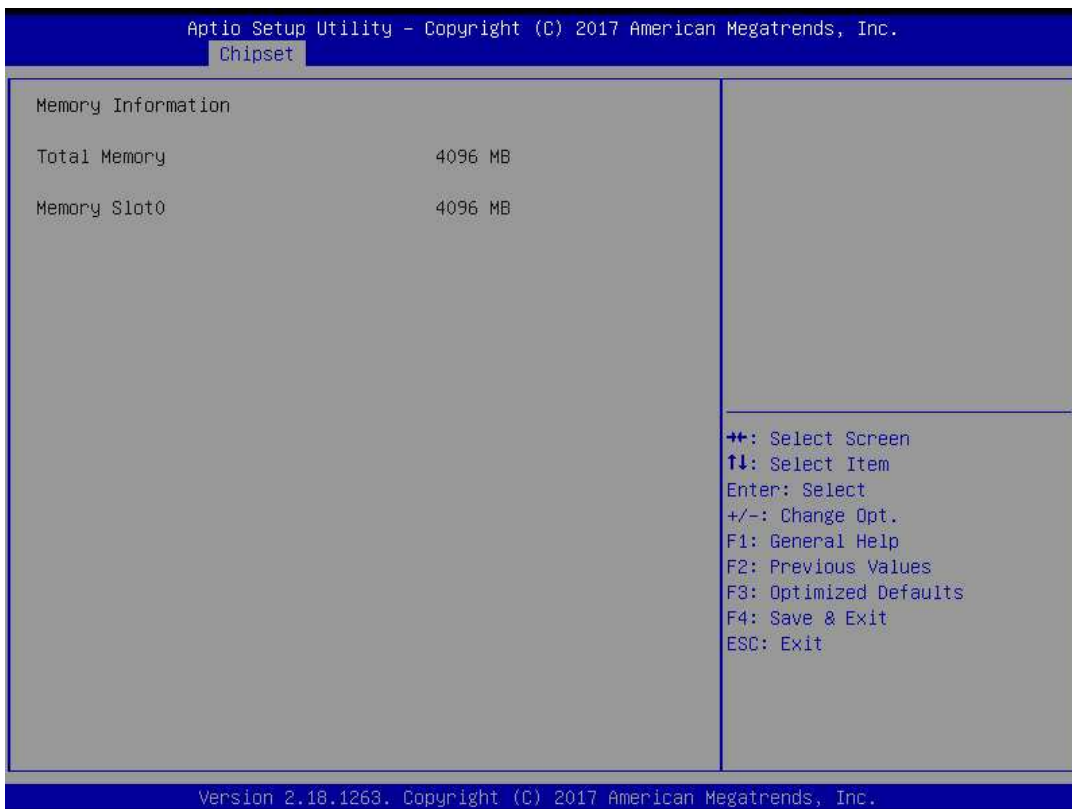 Aptio Setup Utility – Copyright (C) 2017 American Megatrends, Inc.
Chipset
Memory Information
Total Memory 4096 MB
Memory Slot0 4096 MB
→←: Select Screen
↑↓: Select Item
Enter: Select
+/-: Change Opt.
F1: General Help
F2: Previous Values
F3: Optimized Defaults
F4: Save & Exit
ESC: Exit
Version 2.18.1263. Copyright (C) 2017 American Megatrends, Inc.